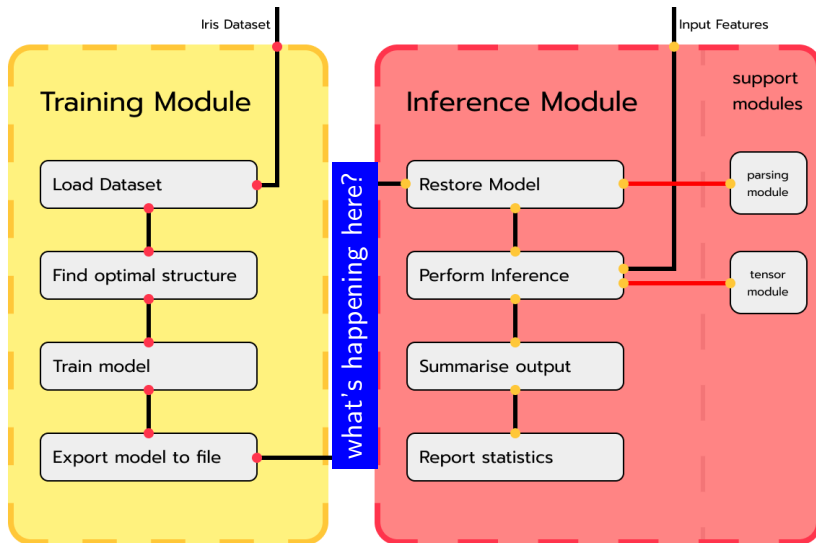 Iris Dataset
Input Features
Training Module
Load Dataset
Find optimal structure
Train model
Export model to file
what's happening here?
Inference Module
Restore Model
Perform Inference
Summarise output
Report statistics
support
modules
parsing
module
tensor
module